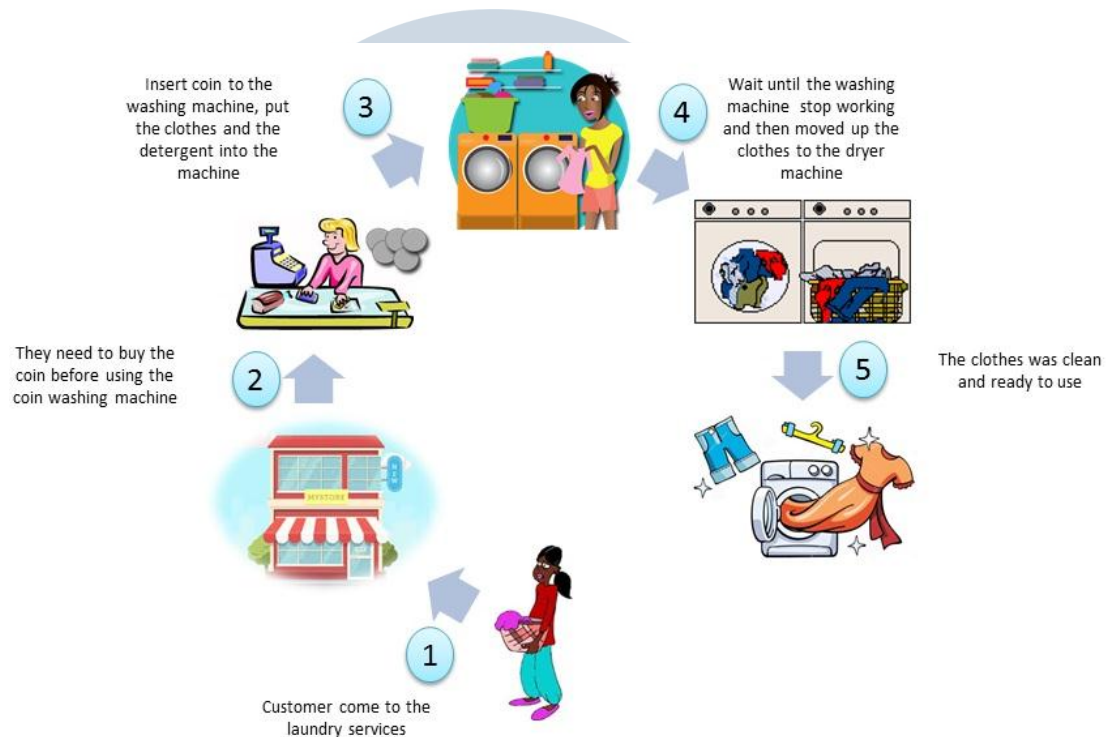 1
Customer come to the
laundry services
2
They need to buy the
coin before using the
coin washing machine
MYSTORE
NEW
3
Insert coin to the
washing machine, put
the clothes and the
detergent into the
machine
4
Wait until the washing
machine stop working
and then moved up the
clothes to the dryer
machine
5
The clothes was clean
and ready to use